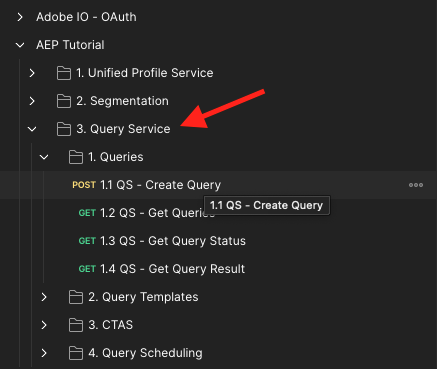 Adobe IO - OAuth
AEP Tutorial
1. Unified Profile Service
2. Segmentation
3. Query Service
1. Queries
POST 1.1 QS - Create Query
1.1 QS - Create Query
GET 1.2 QS - Get Queries
GET 1.3 QS - Get Query Status
GET 1.4 QS - Get Query Result
2. Query Templates
3. CTAS
4. Query Scheduling